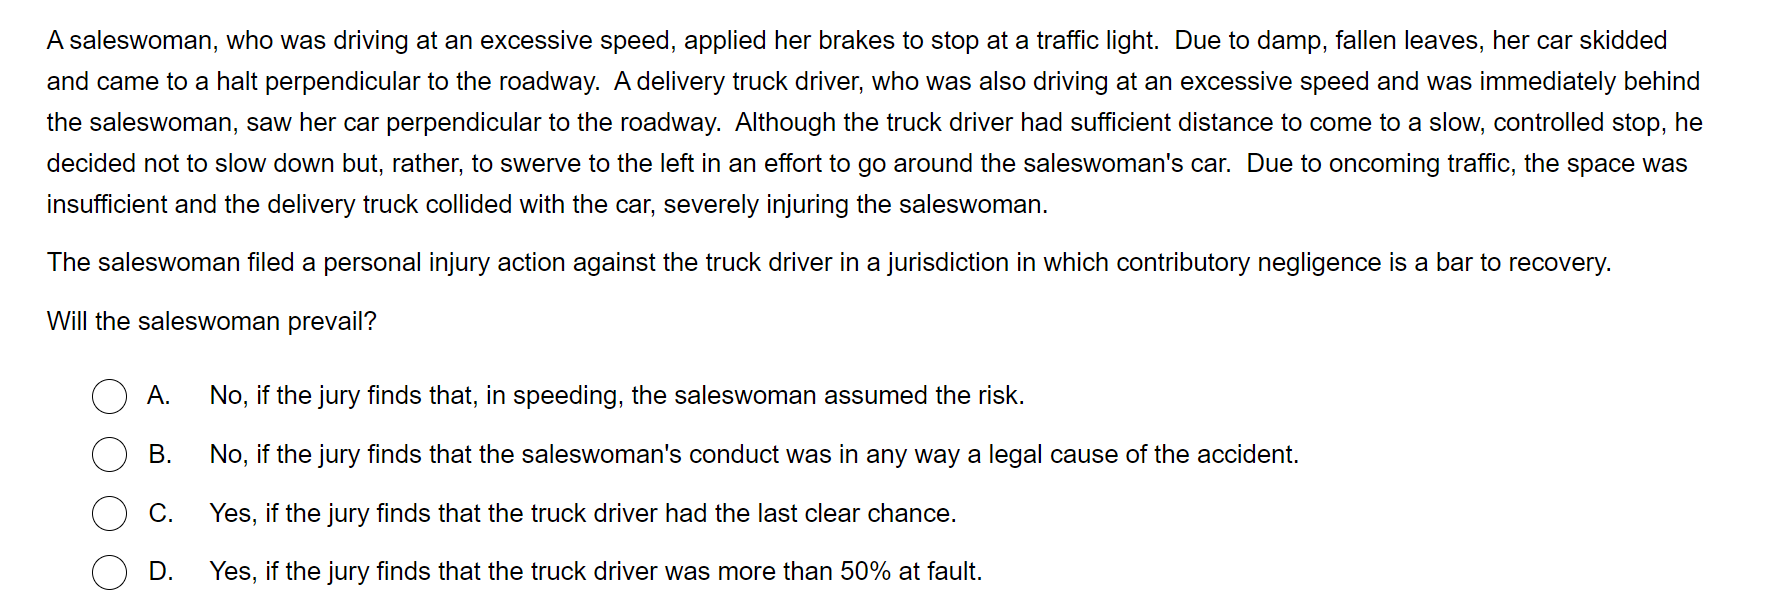 A saleswoman, who was driving at an excessive speed, applied her brakes to stop at a traffic light.  Due to damp, fallen leaves, her car skidded
and came to a halt perpendicular to the roadway.  A delivery truck driver, who was also driving at an excessive speed and was immediately behind
the saleswoman, saw her car perpendicular to the roadway.  Although the truck driver had sufficient distance to come to a slow, controlled stop, he
decided not to slow down but, rather, to swerve to the left in an effort to go around the saleswoman's car.  Due to oncoming traffic, the space was
insufficient and the delivery truck collided with the car, severely injuring the saleswoman.
The saleswoman filed a personal injury action against the truck driver in a jurisdiction in which contributory negligence is a bar to recovery.
Will the saleswoman prevail?
A. No, if the jury finds that, in speeding, the saleswoman assumed the risk.
B. No, if the jury finds that the saleswoman's conduct was in any way a legal cause of the accident.
C. Yes, if the jury finds that the truck driver had the last clear chance.
D. Yes, if the jury finds that the truck driver was more than 50% at fault.